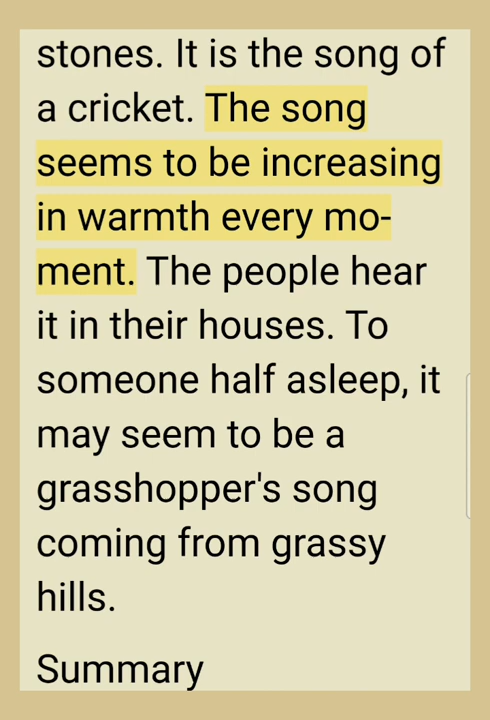 stones. It is the song of
a cricket. The song
seems to be increasing
in warmth every mo-
ment. The people hear
it in their houses. To
someone half asleep, it
may seem to be a
grasshopper's song
coming from grassy
hills.
Summary